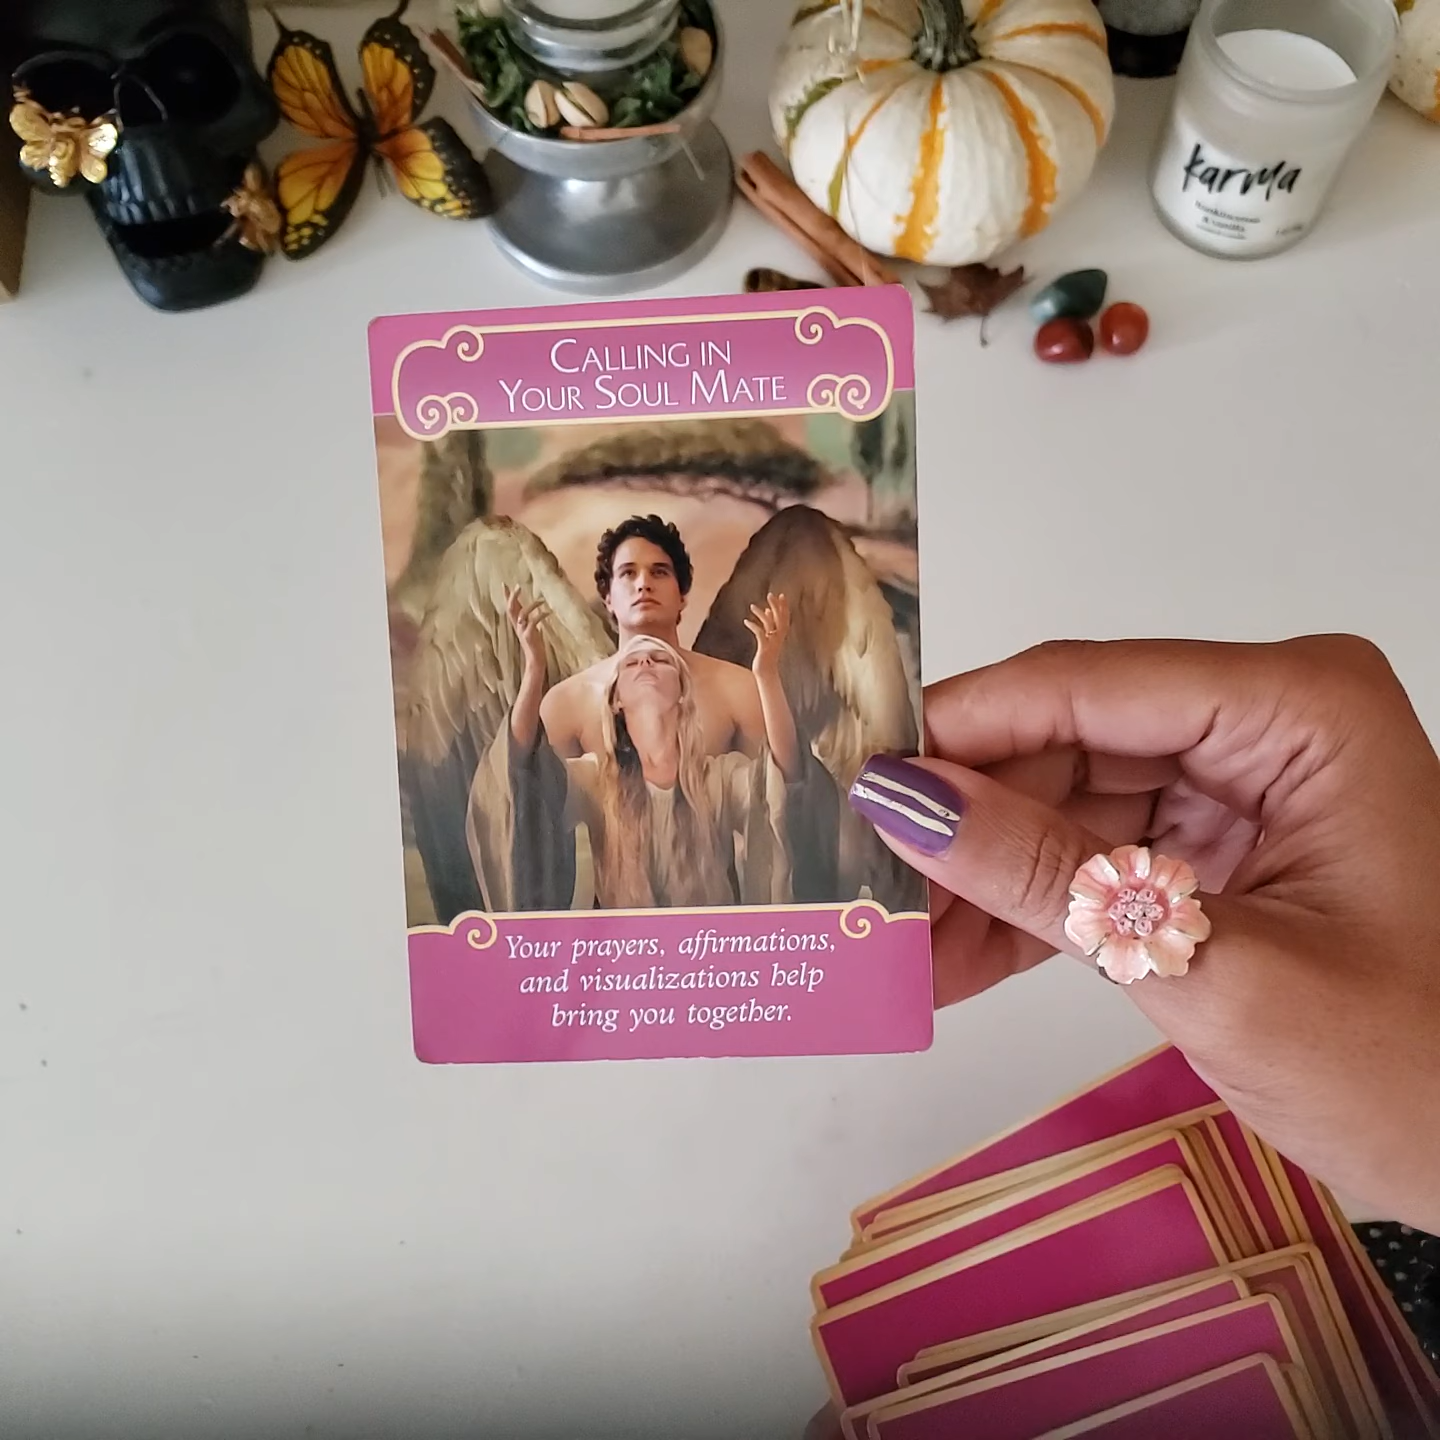 karma
CALLING IN
YOUR SOUL MATE
Your prayers, affirmations,
and visualizations help
bring you together.